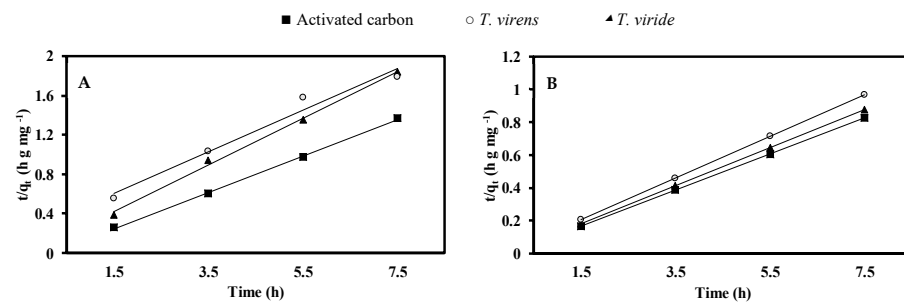 Activated carbon T. virens T. viride
A
2
1.6
1.2
0.8
0.4
0
t/qt (h g mg -1)
1.5 3.5 5.5 7.5
Time (h)
B
1.2
1
0.8
0.6
0.4
0.2
0
t/qt (h g mg -1)
1.5 3.5 5.5 7.5
Time (h)